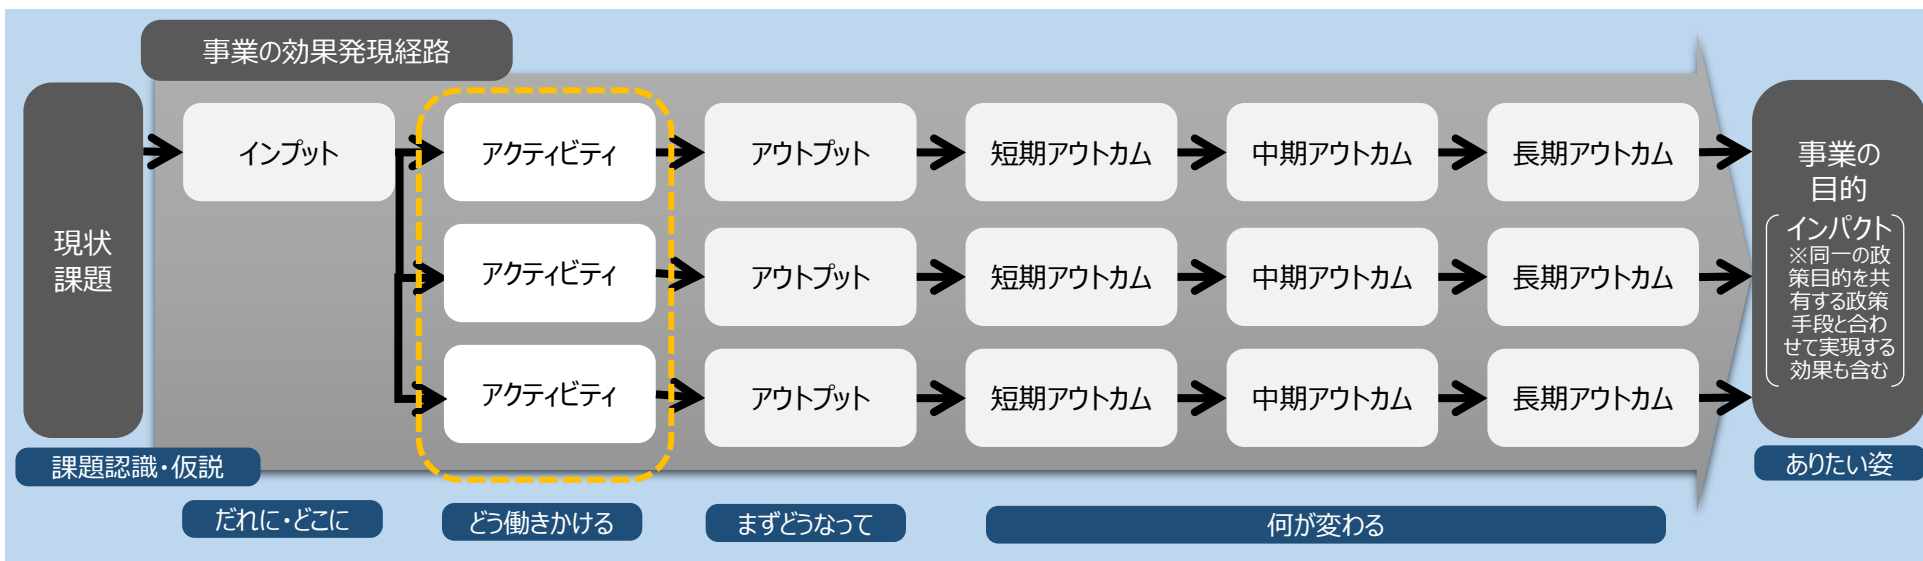 事業の効果発現経路
現状
課題
インプット
アクティビティ
アウトプット
短期アウトカム
中期アウトカム
長期アウトカム
アクティビティ
アウトプット
短期アウトカム
中期アウトカム
長期アウトカム
アクティビティ
アウトプット
短期アウトカム
中期アウトカム
長期アウトカム
事業の
目的
インパクト
※同一の政
策目的を共
有する政策
手段と合わ
せて実現する
効果も含む
課題認識・仮説
ありたい姿
だれに・どこに
どう働きかける
まずどうなって
何が変わる